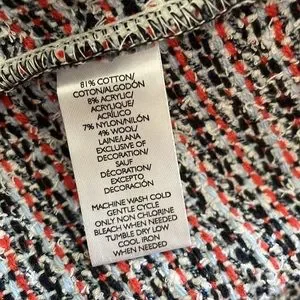 81% COTTON/
COTON/ALGODÓN
8% ACRYLIC/
ACRYLIQUE/
ACRÍLICO
7% NYLON/NILÓN
4% WOOL/
LAINE/LANA
EXCLUSIVE OF
DECORATION/
SAUF
DÉCORATION/
EXCEPTO
DECORACIÓN
MACHINE WASH COLD
GENTLE CYCLE
ONLY NON CHLORINE
BLEACH WHEN NEEDED
TUMBLE DRY LOW
COOL IRON
WHEN NEEDED